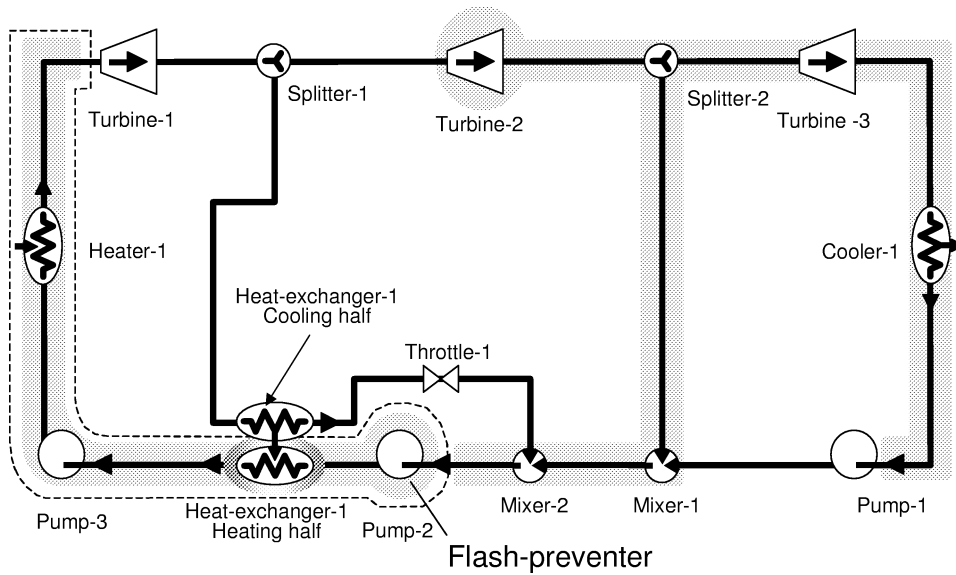 Splitter-1
Splitter-2
Turbine-1
Turbine-2
Turbine -3
Heater-1
Cooler-1
Heat-exchanger-1
Cooling half
Throttle-1
Mixer-2
Mixer-1
Pump-1
Pump-3
Heat-exchanger-1
Heating half
Pump-2
Flash-preventer